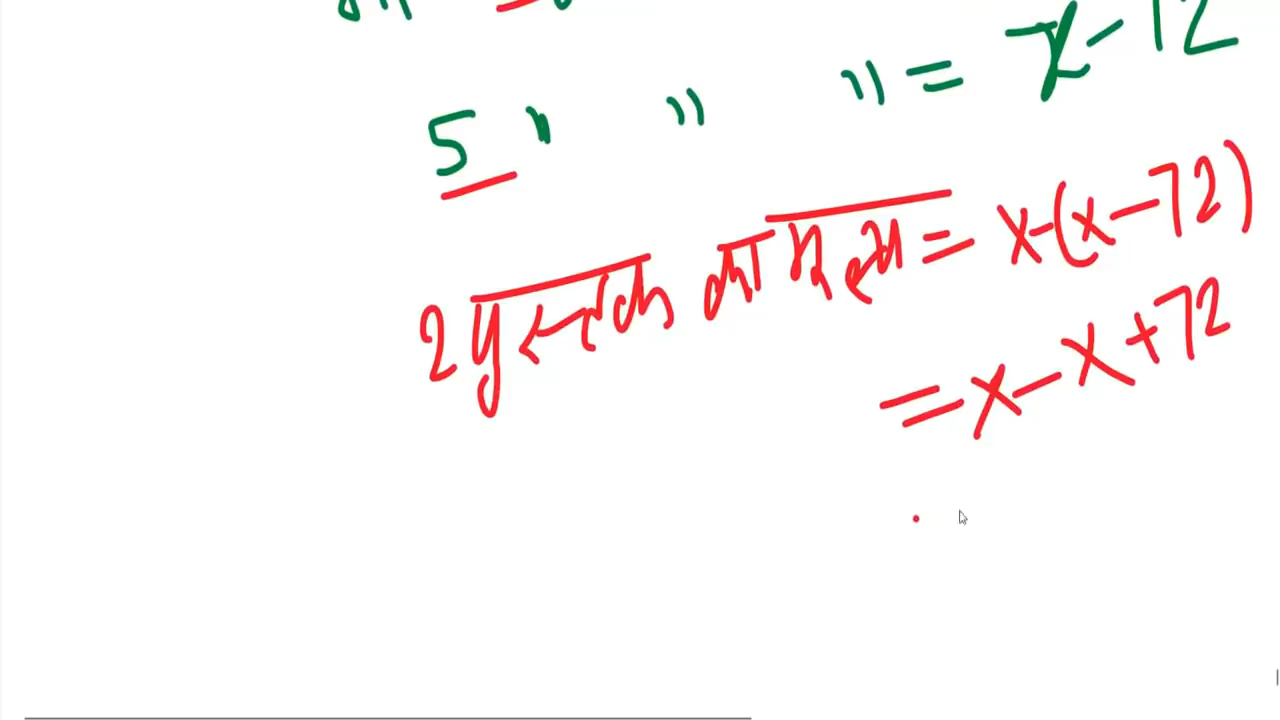 5 " " " = x - 72
2 पुस्तक का मूल्य = x - (x - 72)
= x - x + 72